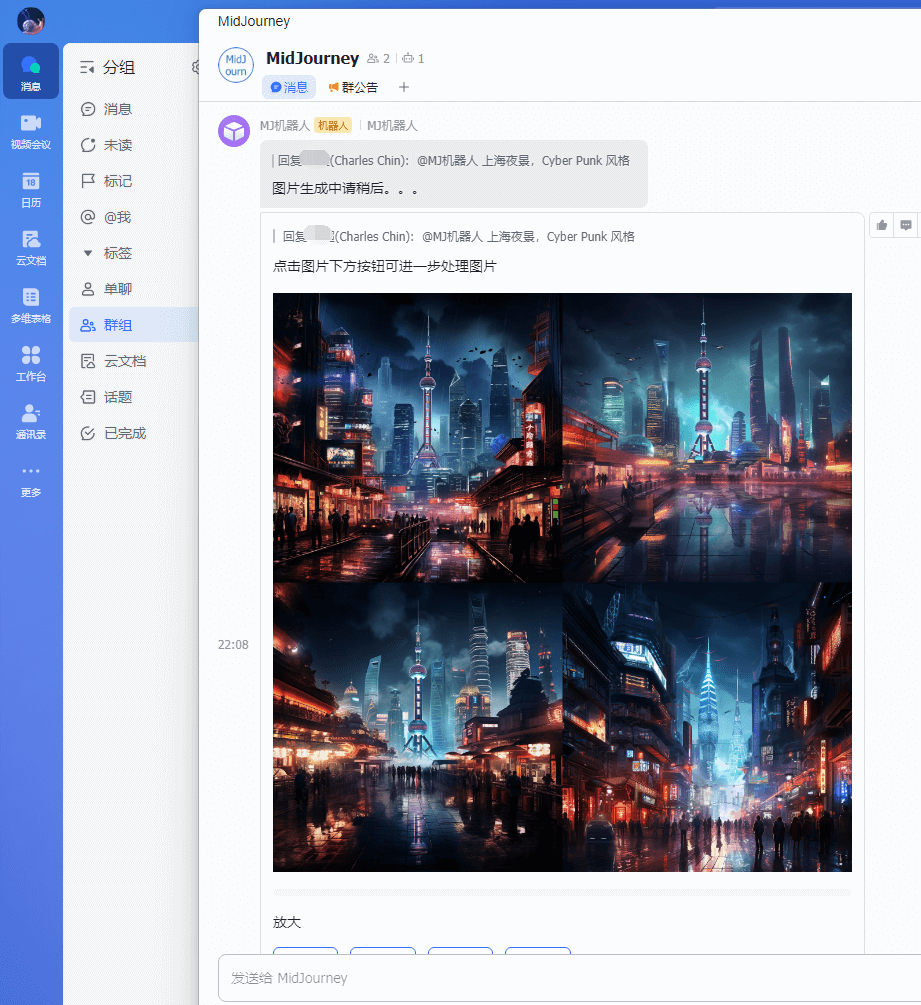 MidJourney
MidJ
ourn
MidJourney 2 1
消息 群公告
消息
视频会议
18
日历
云文档
多维表格
工作台
通讯录
更多
分组
消息
未读
标记
@我
标签
单聊
群组
云文档
话题
已完成
MJ机器人 机器人 MJ机器人
回复 (Charles Chin)：@MJ机器人 上海夜景，Cyber Punk 风格
图片生成中请稍后。。。
回复 (Charles Chin)：@MJ机器人 上海夜景，Cyber Punk 风格
点击图片下方按钮可进一步处理图片
22:08
放大
发送给 MidJourney